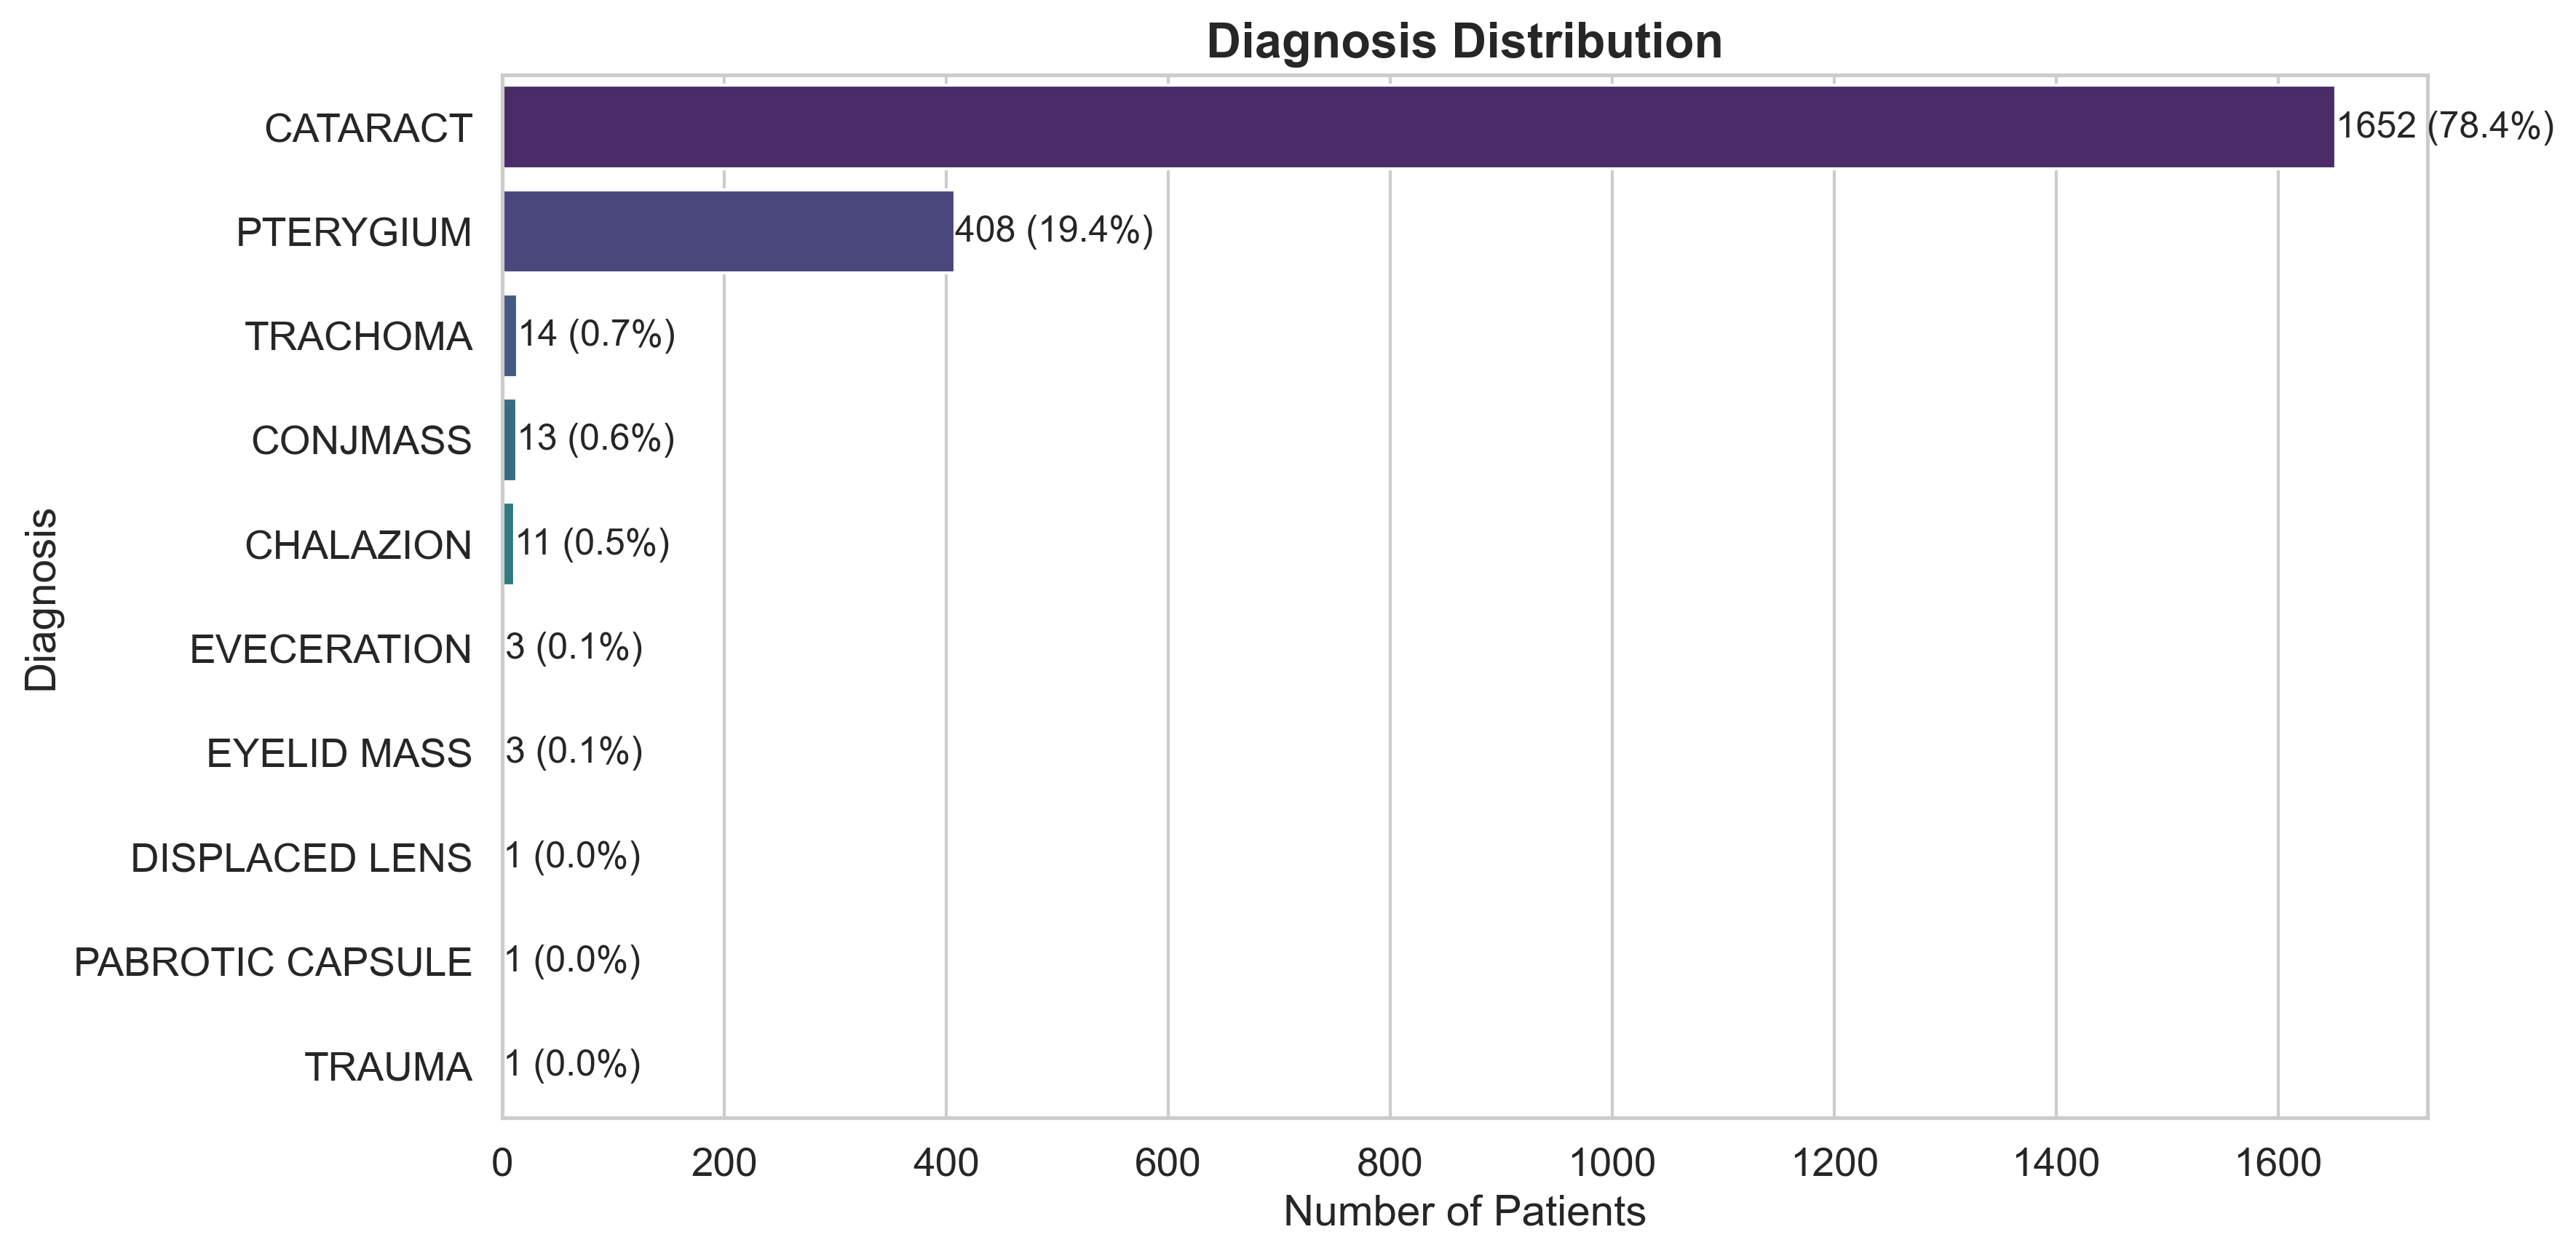 Diagnosis Distribution
CATARACT 1652 (78.4%)
PTERYGIUM 408 (19.4%)
TRACHOMA 14 (0.7%)
CONJMASS 13 (0.6%)
CHALAZION 11 (0.5%)
EVECERATION 3 (0.1%)
EYELID MASS 3 (0.1%)
DISPLACED LENS 1 (0.0%)
PABROTIC CAPSULE 1 (0.0%)
TRAUMA 1 (0.0%)
Diagnosis
0 200 400 600 800 1000 1200 1400 1600
Number of Patients